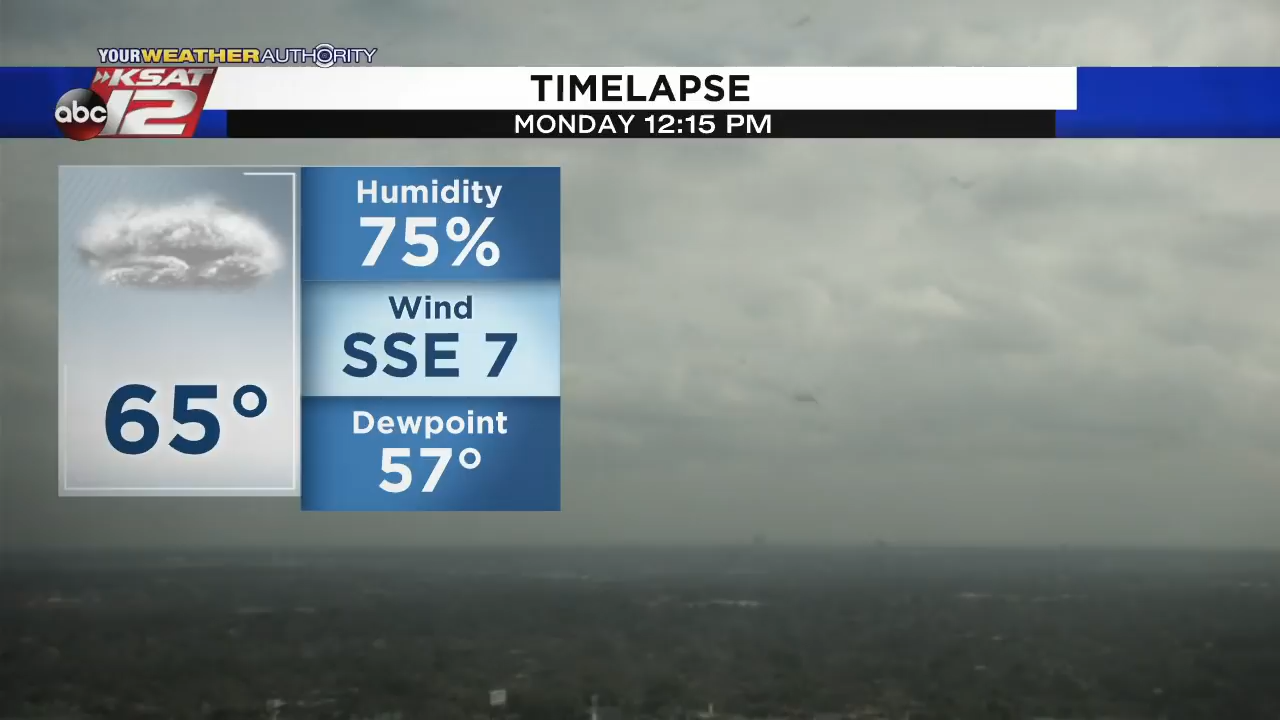 YOURWEATHERAUTHORITY
KSAT
abc 12
TIMELAPSE
MONDAY 12:15 PM
65°
Humidity
75%
Wind
SSE 7
Dewpoint
57°